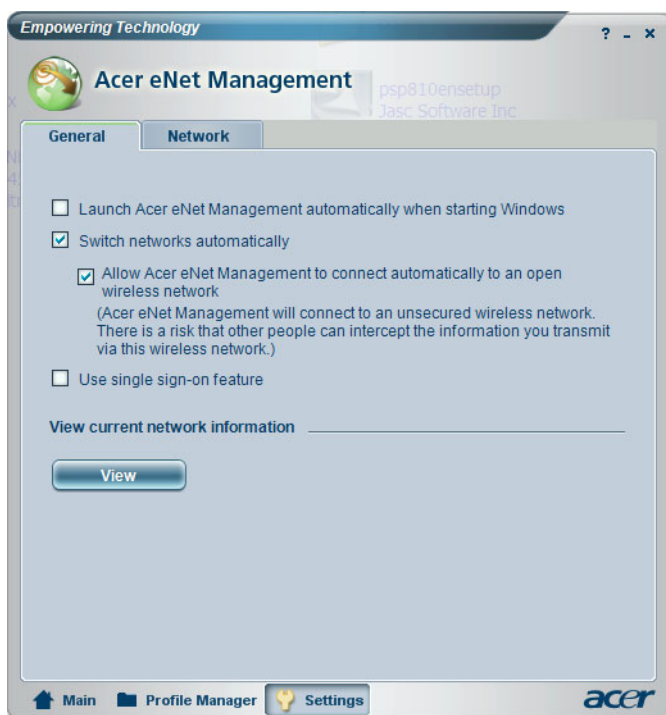 Empowering Technology
? - x
Acer eNet Management
psp810ensetup
Jasc Software Inc
General Network
Launch Acer eNet Management automatically when starting Windows
Switch networks automatically
Allow Acer eNet Management to connect automatically to an open
wireless network
(Acer eNet Management will connect to an unsecured wireless network.
There is a risk that other people can intercept the information you transmit
via this wireless network.)
Use single sign-on feature
View current network information
View
Main Profile Manager Settings
acer